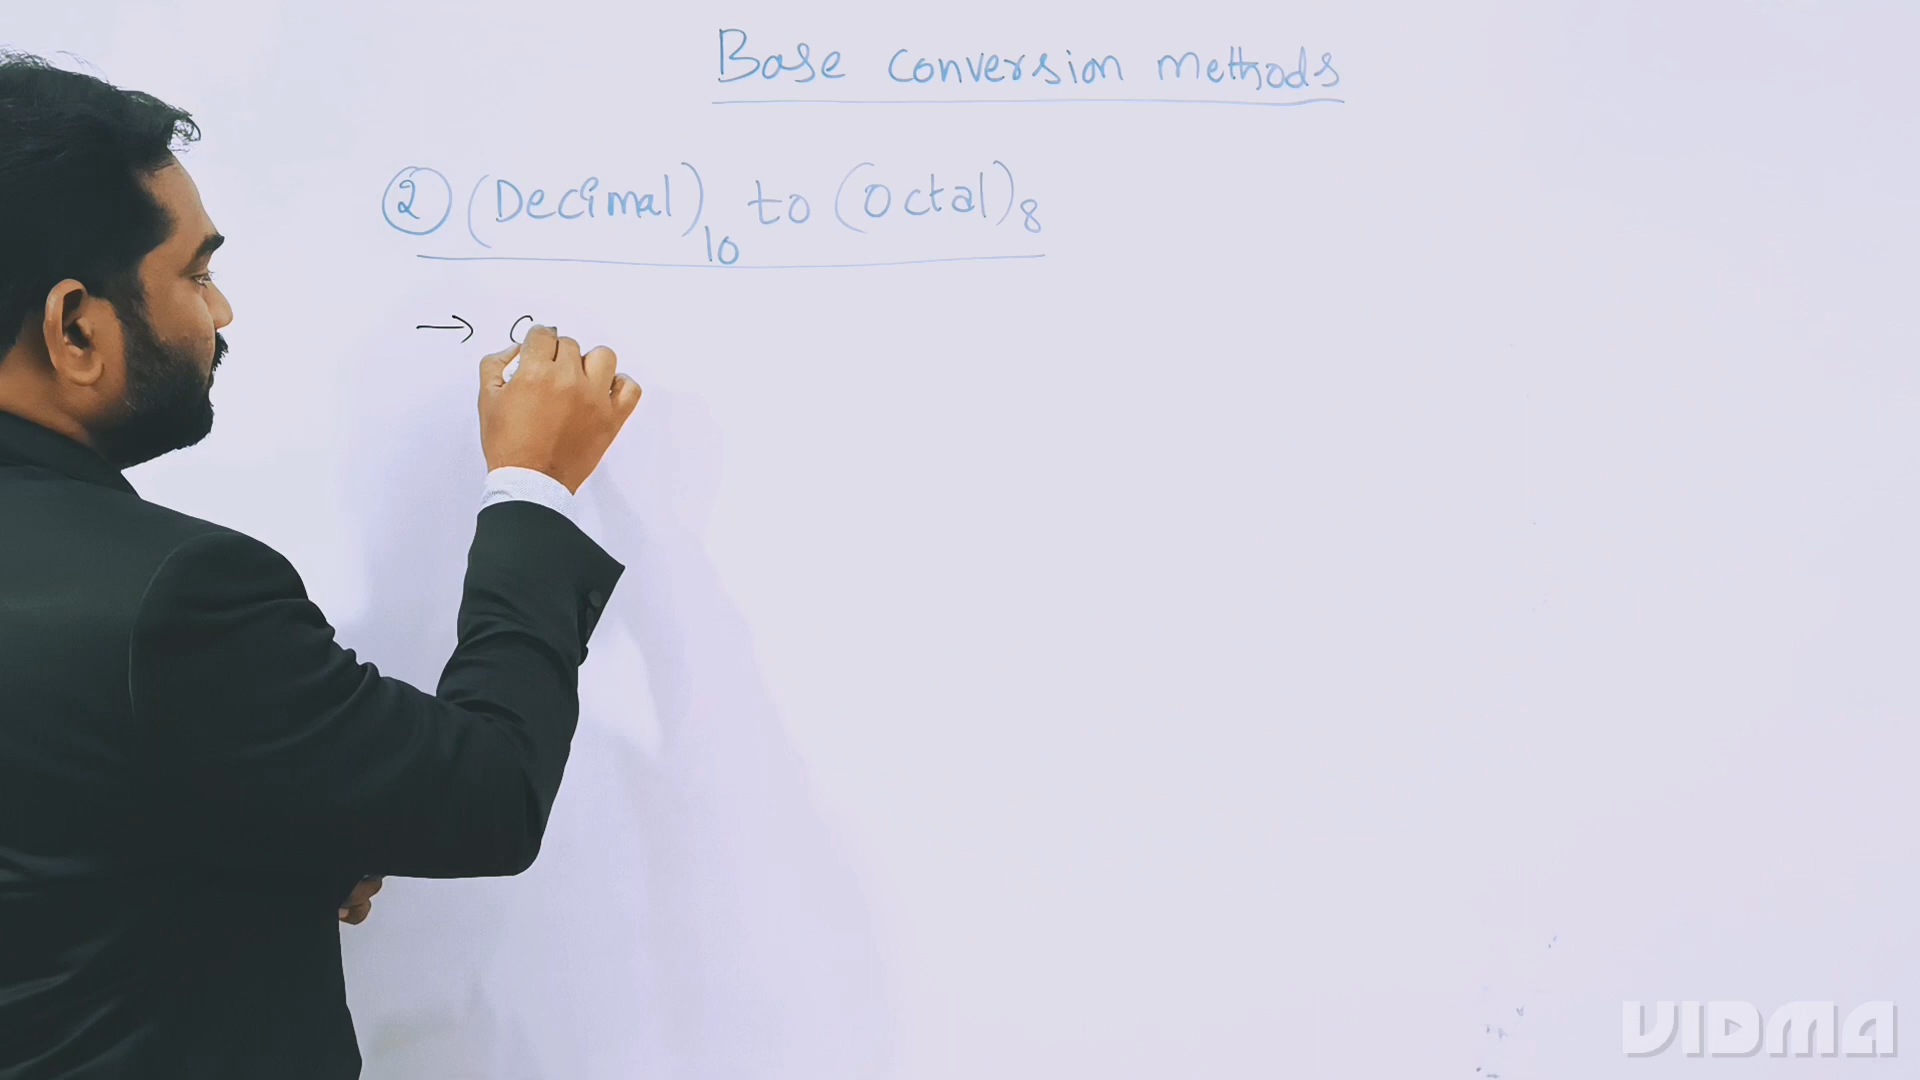 Base conversion methods
② (Decimal)₁₀ to (Octal)₈
→
VIDMA